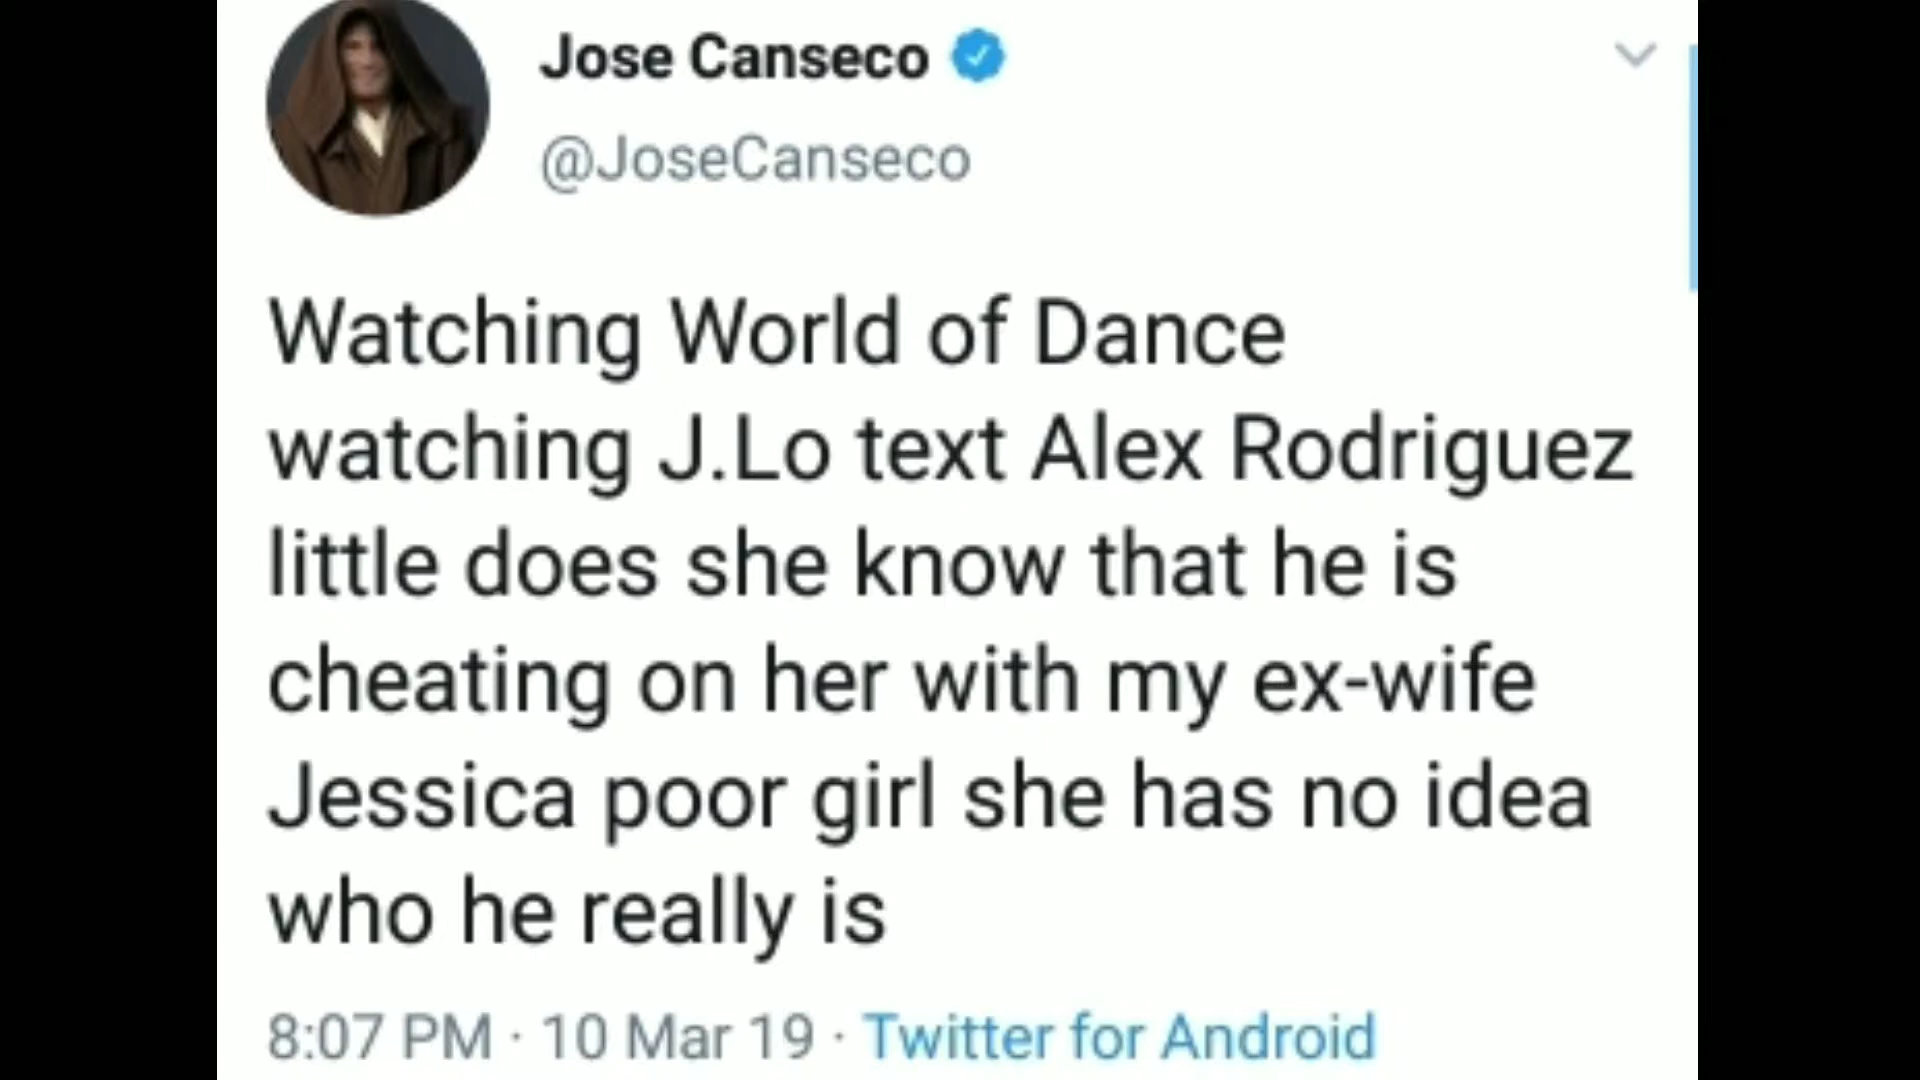 Jose Canseco
@JoseCanseco
Watching World of Dance
watching J.Lo text Alex Rodriguez
little does she know that he is
cheating on her with my ex-wife
Jessica poor girl she has no idea
who he really is
8:07 PM · 10 Mar 19 · Twitter for Android